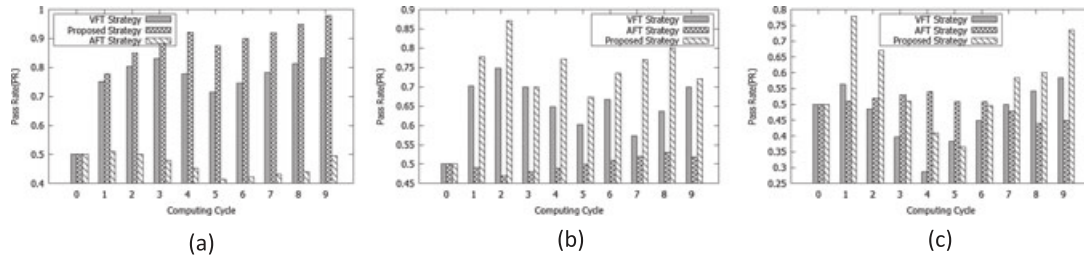 1
0.9
0.8
0.7
0.6
0.5
0.4
Pass Rate(PR)
VFT Strategy
Proposed Strategy
AFT Strategy
0 1 2 3 4 5 6 7 8 9
Computing Cycle
(a)
0.9
0.85
0.8
0.75
0.7
0.65
0.6
0.55
0.5
0.45
Pass Rate(PR)
VFT Strategy
AFT Strategy
Proposed Strategy
0 1 2 3 4 5 6 7 8 9
Computing Cycle
(b)
0.8
0.75
0.7
0.65
0.6
0.55
0.5
0.45
0.4
0.35
0.3
0.25
Pass Rate(PR)
VFT Strategy
AFT Strategy
Proposed Strategy
0 1 2 3 4 5 6 7 8 9
Computing Cycle
(c)